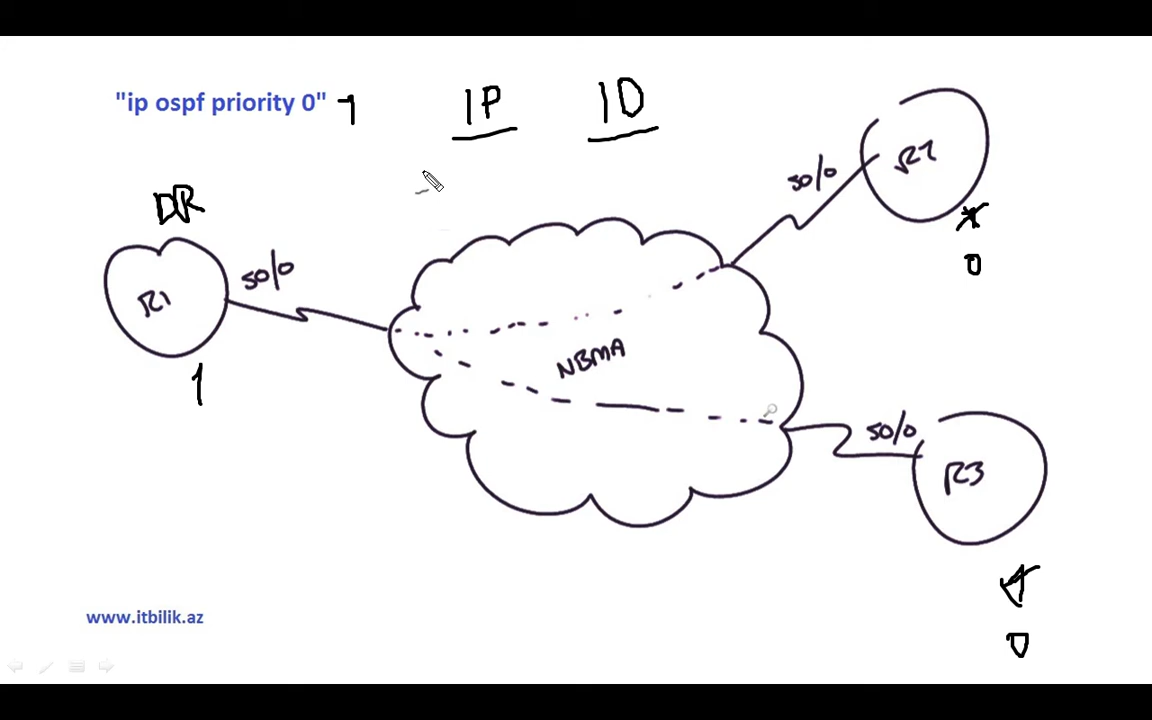 "ip ospf priority 0" 1
IP ID
DR
R2
S0/0
0
R1
S0/0
1
NBMA
S0/0
R3
0
www.itbilik.az